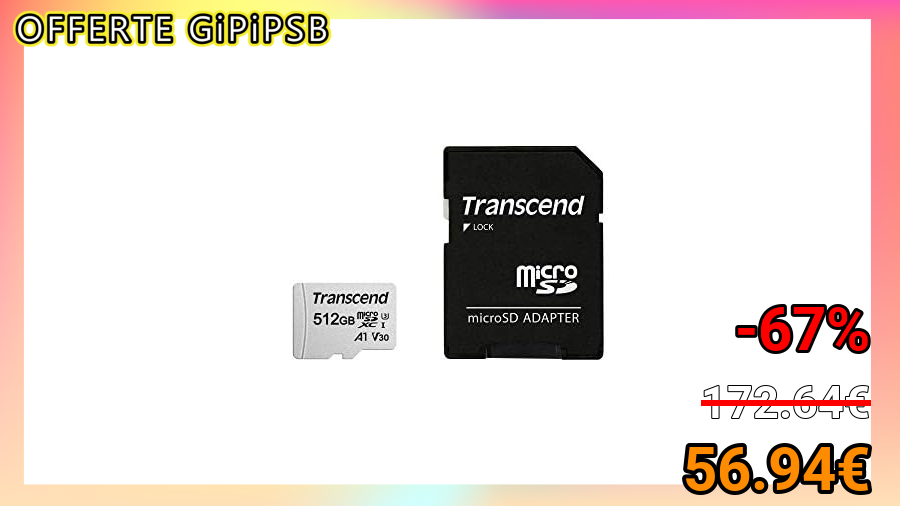 OFFERTE GiPiPSB
Transcend
LOCK
Micro
SD
microSD ADAPTER
Transcend
512GB Micro SD XC I U3
A1 V30
-67%
172.64€
56.94€